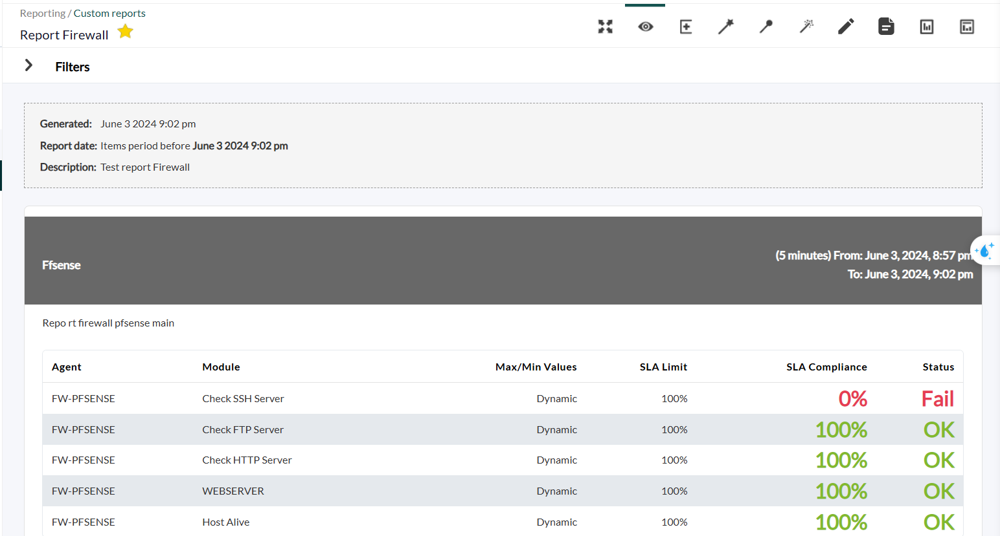 Reporting / Custom reports
Report Firewall
Filters
Generated: June 3 2024 9:02 pm
Report date: Items period before June 3 2024 9:02 pm
Description: Test report Firewall
Ffsense
(5 minutes) From: June 3, 2024, 8:57 pm
To: June 3, 2024, 9:02 pm
Repo rt firewall pfsense main
Agent Module Max/Min Values SLA Limit SLA Compliance Status
FW-PFSENSE Check SSH Server Dynamic 100% 0% Fail
FW-PFSENSE Check FTP Server Dynamic 100% 100% OK
FW-PFSENSE Check HTTP Server Dynamic 100% 100% OK
FW-PFSENSE WEBSERVER Dynamic 100% 100% OK
FW-PFSENSE Host Alive Dynamic 100% 100% OK